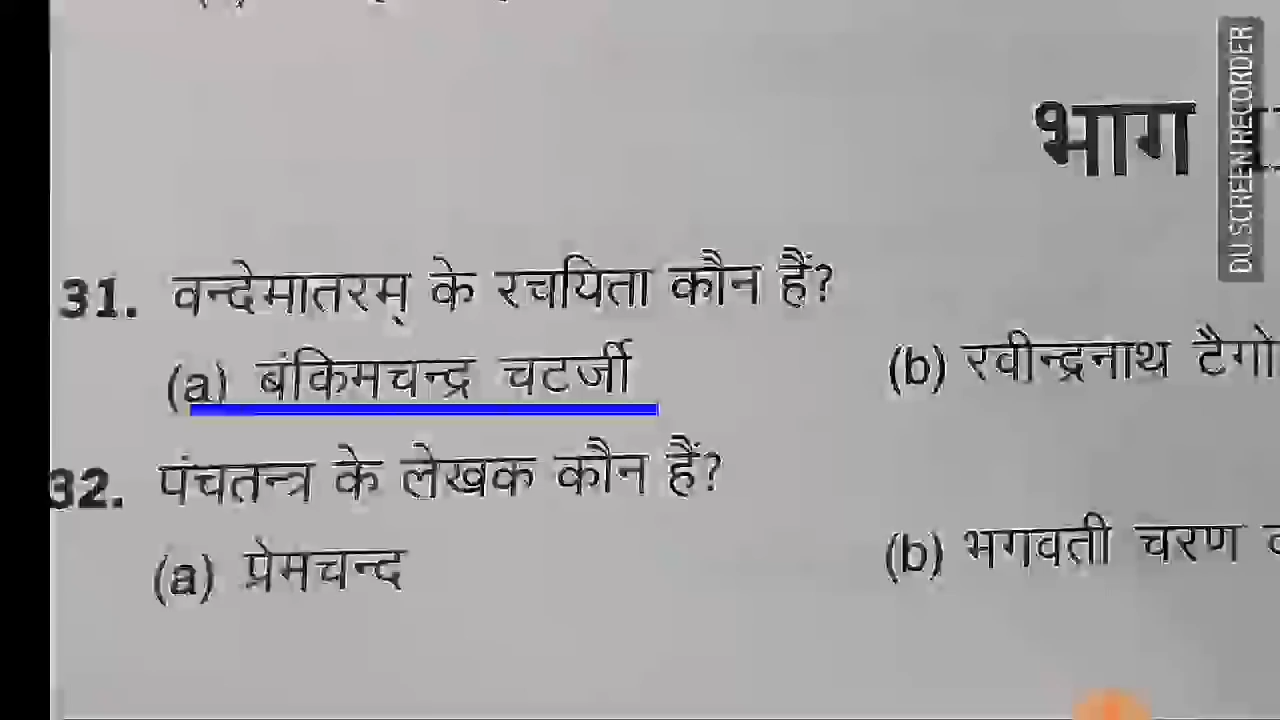 भाग
DU SCREEN RECORDER
31. वन्देमातरम् के रचयिता कौन हैं?
(a) बंकिमचन्द्र चटर्जी (b) रवीन्द्रनाथ
32. पंचतन्त्र के लेखक कौन हैं?
(a) प्रेमचन्द (b) भगवती चरण